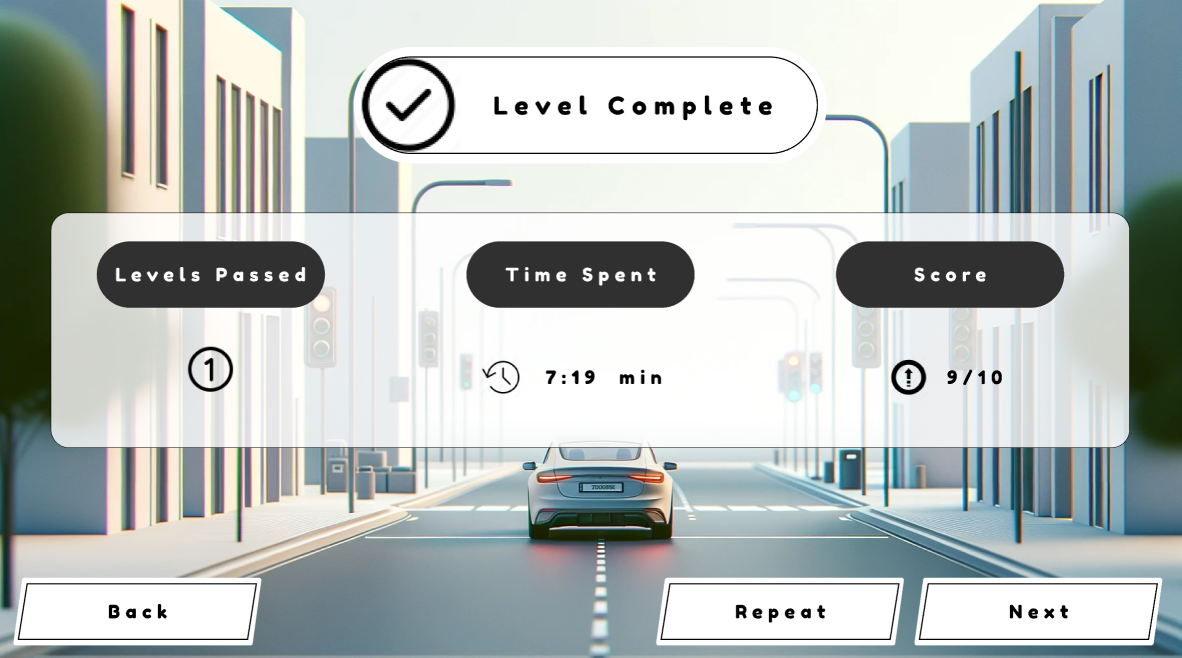 Level Complete
Levels Passed
Time Spent
Score
1
7:19 min
9/10
Back
Repeat
Next